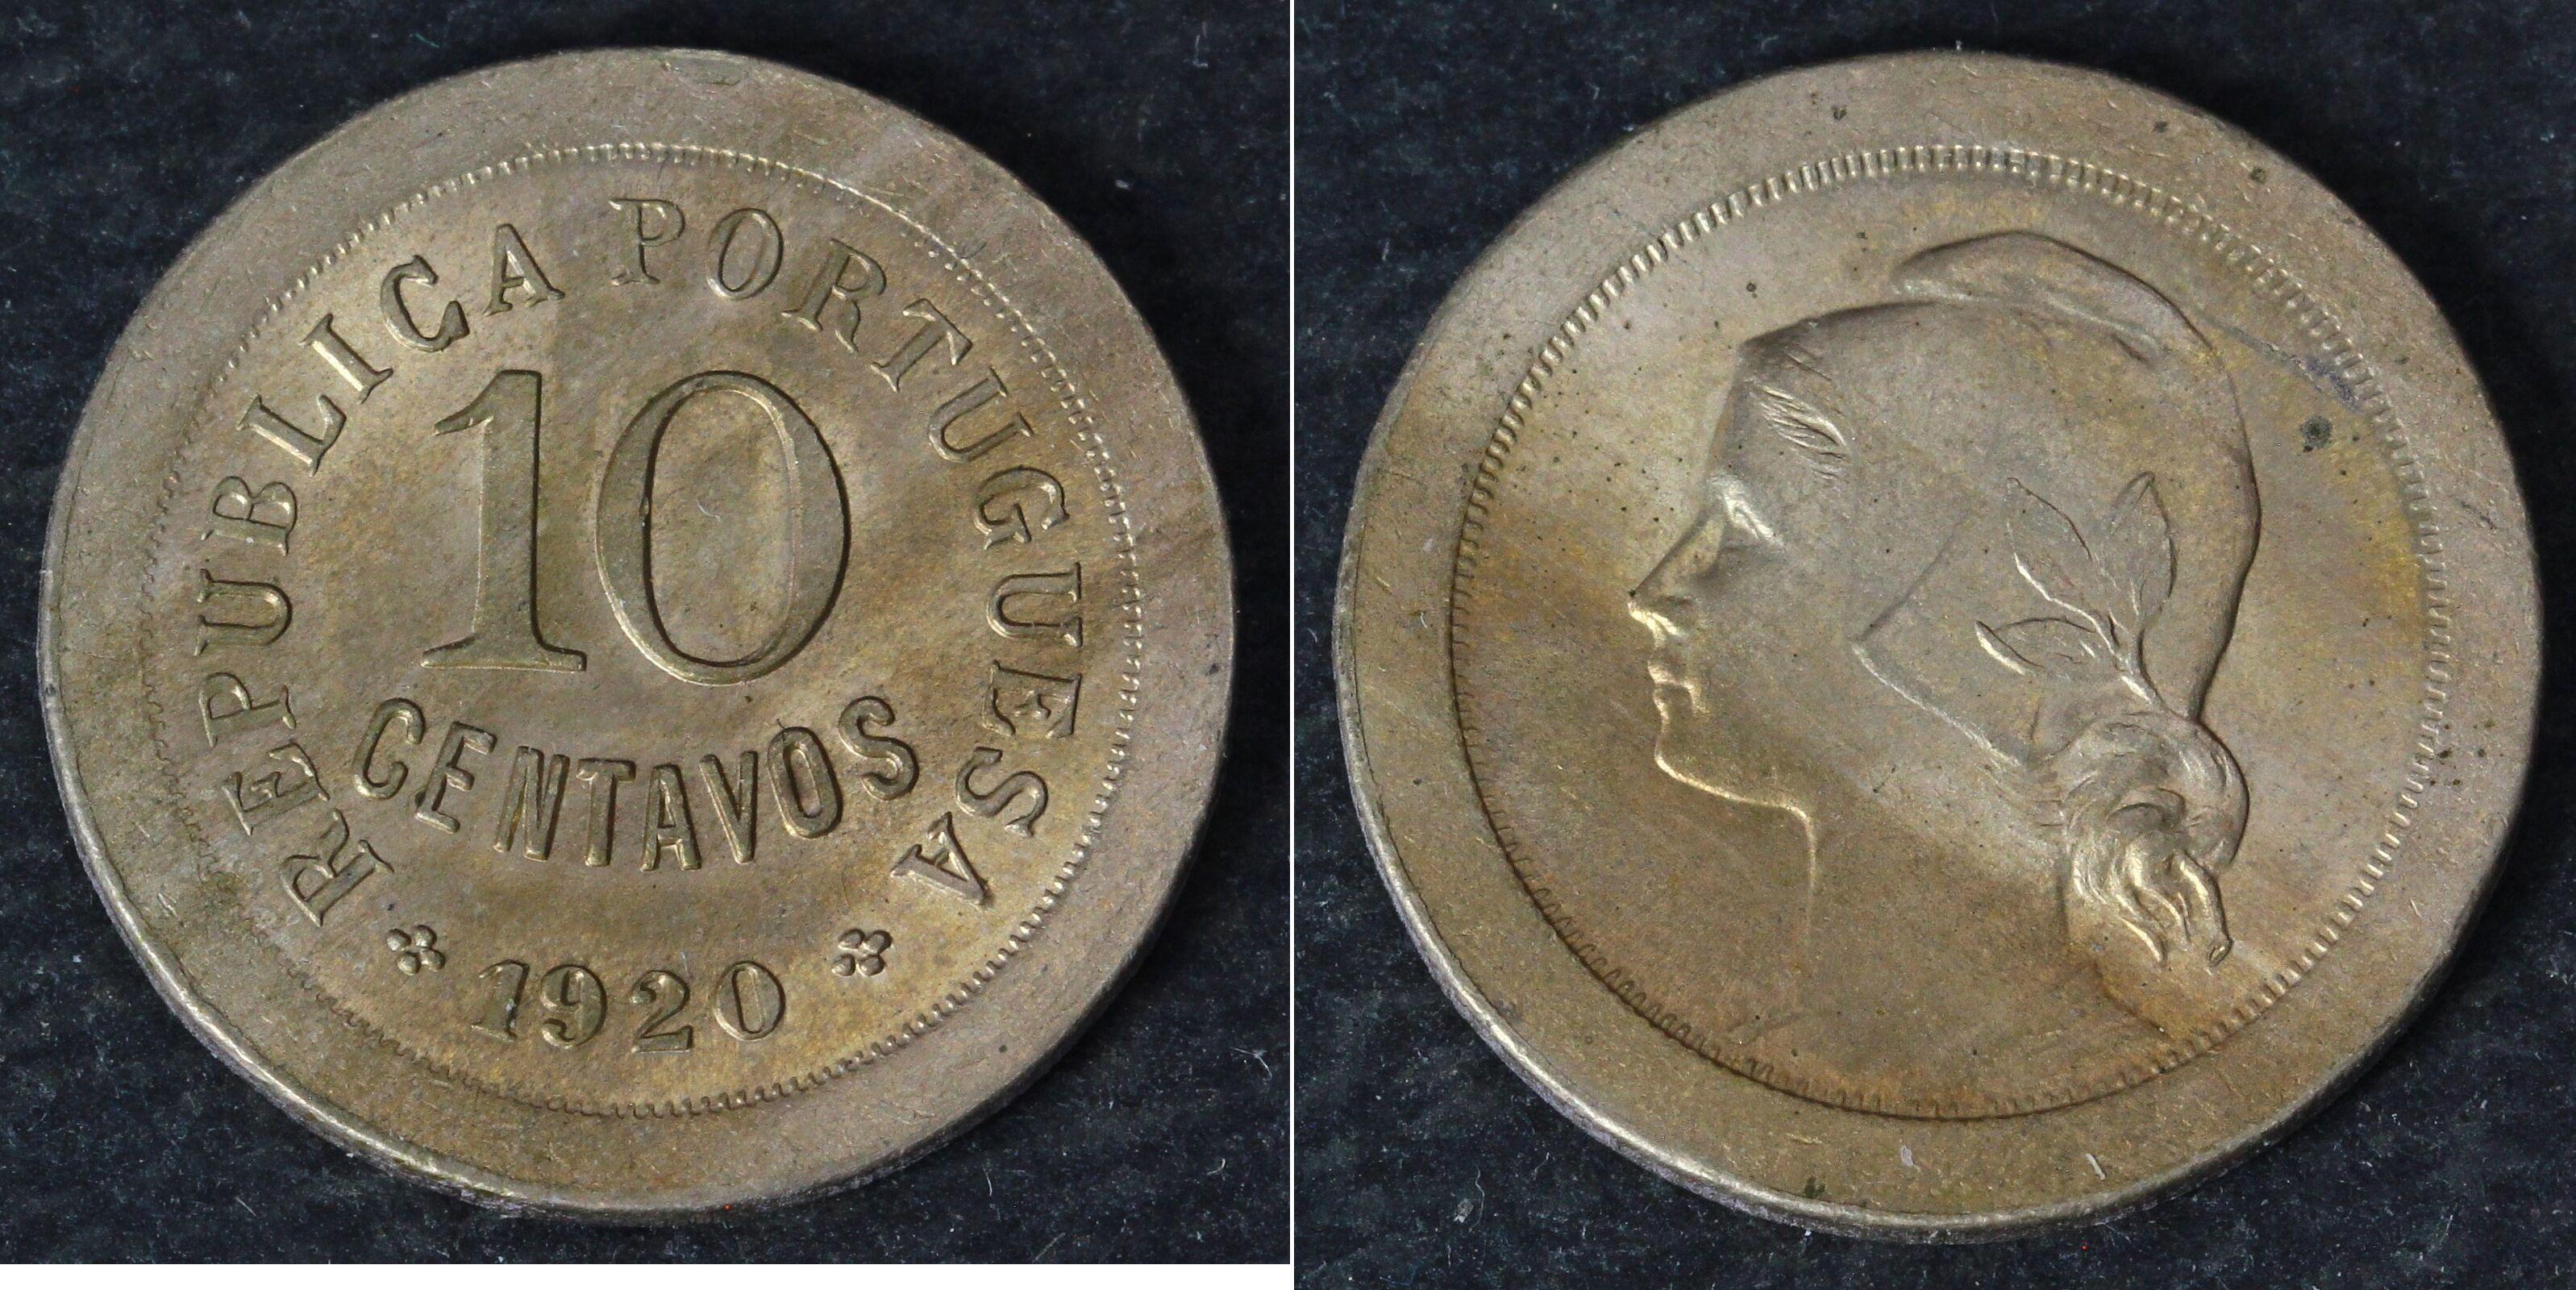 REPUBLICA PORTUGUESA
10
CENTAVOS
1920